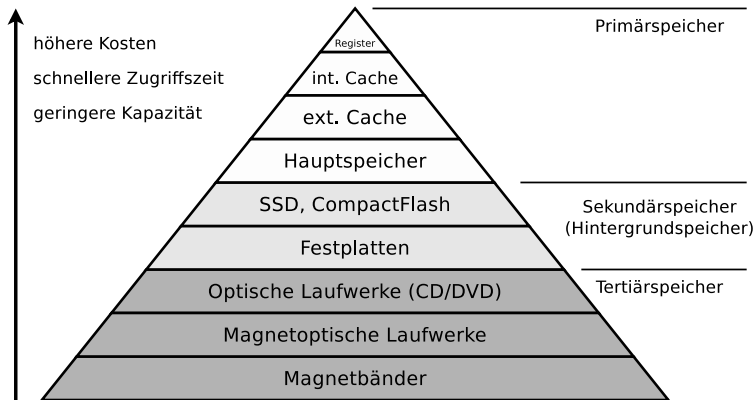 höhere Kosten
schnellere Zugriffszeit
geringere Kapazität
Register
int. Cache
ext. Cache
Hauptspeicher
SSD, CompactFlash
Festplatten
Optische Laufwerke (CD/DVD)
Magnetoptische Laufwerke
Magnetbänder
Primärspeicher
Sekundärspeicher
(Hintergrundspeicher)
Tertiärspeicher